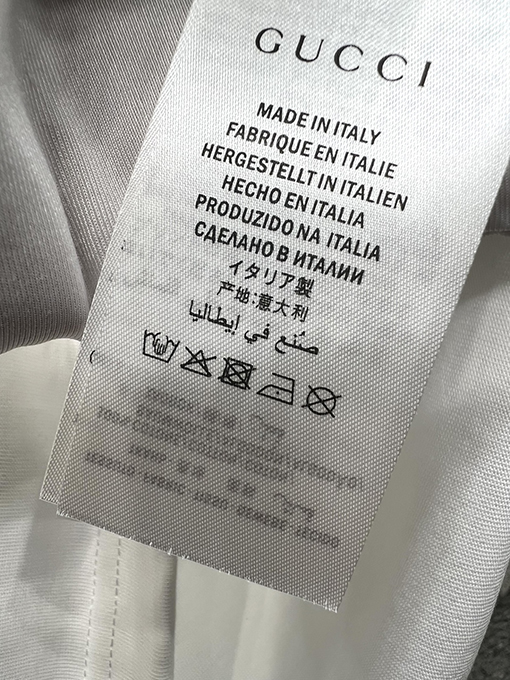 GUCCI
MADE IN ITALY
FABRIQUE EN ITALIE
HERGESTELLT IN ITALIEN
HECHO EN ITALIA
PRODUZIDO NA ITALIA
СДЕЛАНО В ИТАЛИИ
イタリア製
产地:意大利
صُنع في إيطاليا